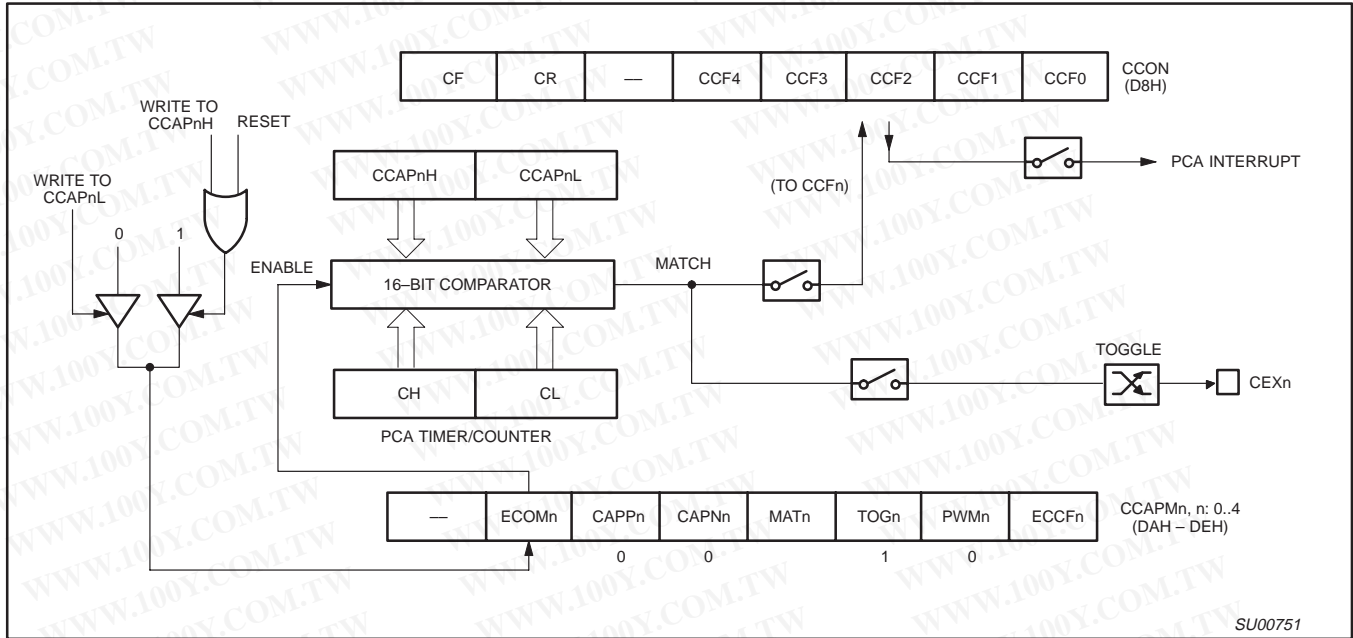 CF CR — CCF4 CCF3 CCF2 CCF1 CCF0
CCON
(D8H)
WRITE TO
CCAPnH
RESET
WRITE TO
CCAPnL
0
1
CCAPnH CCAPnL
(TO CCFn)
PCA INTERRUPT
ENABLE
16–BIT COMPARATOR
MATCH
CH CL
PCA TIMER/COUNTER
TOGGLE
CEXn
— ECOMn CAPPn CAPNn MATn TOGn PWMn ECCFn
CCAPMn, n: 0..4
(DAH – DEH)
0 0 1 0
SU00751
WWW.100Y.COM.TW